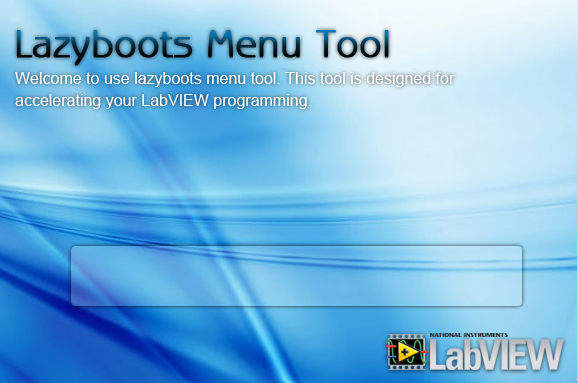 Lazyboots Menu Tool
Welcome to use lazyboots menu tool. This tool is designed for
accelerating your LabVIEW programming.
NATIONAL INSTRUMENTS
LabVIEW